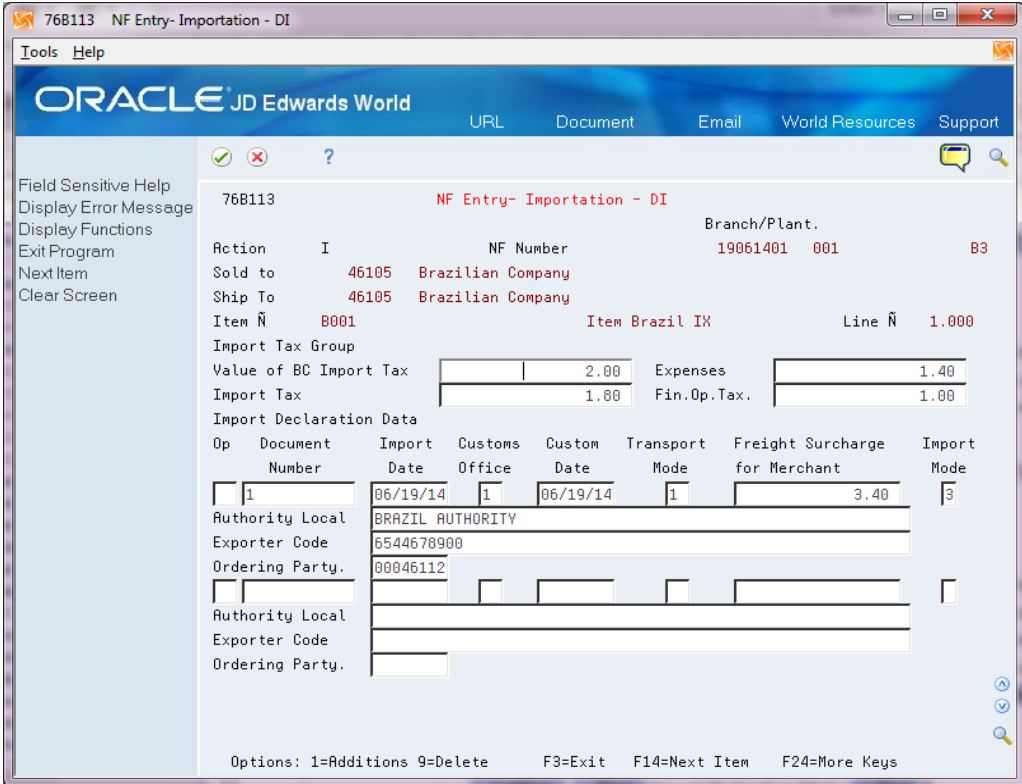 76B113 NF Entry- Importation - DI
Tools Help
ORACLE JD Edwards World
URL Document Email World Resources Support
?
Field Sensitive Help
Display Error Message
Display Functions
Exit Program
Next Item
Clear Screen
76B113 NF Entry- Importation - DI
Branch/Plant.
Action I NF Number 19061401 001 B3
Sold to 46105 Brazilian Company
Ship To 46105 Brazilian Company
Item Ñ B001 Item Brazil IX Line Ñ 1.000
Import Tax Group
Value of BC Import Tax 2.00 Expenses 1.40
Import Tax 1.80 Fin.Op.Tax. 1.00
Import Declaration Data
Op Document Import Customs Custom Transport Freight Surcharge Import
Number Date Office Date Mode for Merchant Mode
1 06/19/14 1 06/19/14 1 3.40 3
Authority Local BRAZIL AUTHORITY
Exporter Code 6544678900
Ordering Party. 00046112
Authority Local
Exporter Code
Ordering Party.
Options: 1=Additions 9=Delete F3=Exit F14=Next Item F24=More Keys